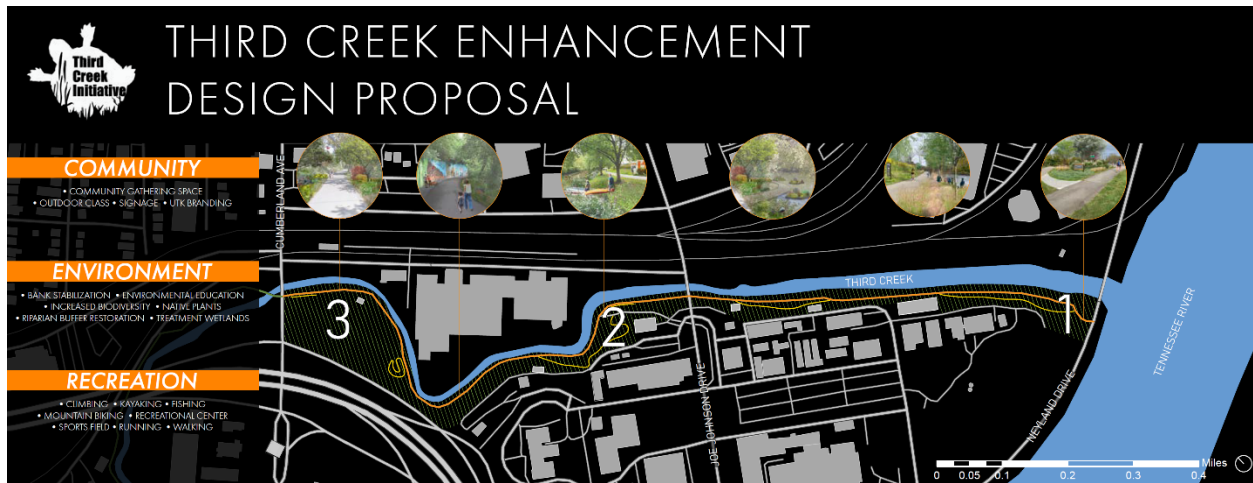 Third
Creek
Initiative
THIRD CREEK ENHANCEMENT
DESIGN PROPOSAL
COMMUNITY
• COMMUNITY GATHERING SPACE
• OUTDOOR CLASS • SIGNAGE • UTK BRANDING
ENVIRONMENT
• BANK STABILIZATION • ENVIRONMENTAL EDUCATION
• INCREASED BIODIVERSITY • NATIVE PLANTS
• RIPARIAN BUFFER RESTORATION • TREATMENT WETLANDS
RECREATION
• CLIMBING • KAYAKING • FISHING
• MOUNTAIN BIKING • RECREATIONAL CENTER
• SPORTS FIELD • RUNNING • WALKING
CUMBERLAND AVE
3
2
1
THIRD CREEK
JOE JOHNSON DRIVE
NEYLAND DRIVE
TENNESSEE RIVER
Miles
0 0.05 0.1 0.2 0.3 0.4